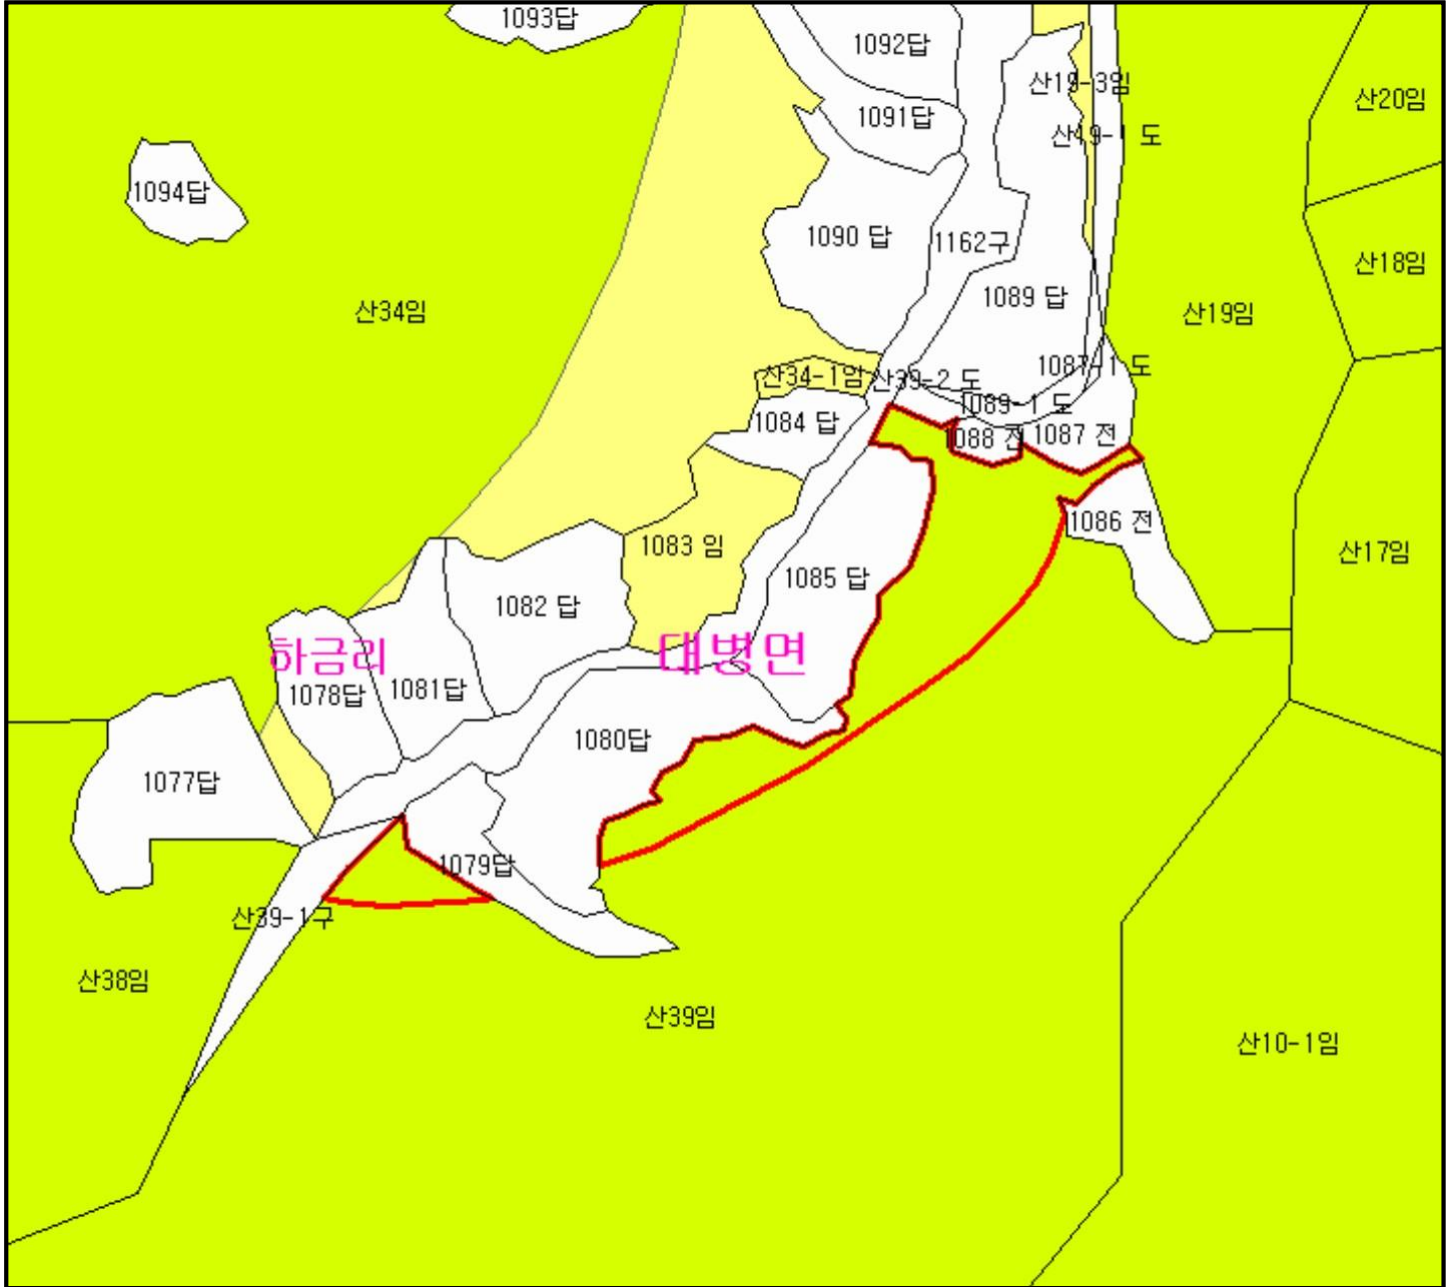 1093답
1092답
산19-3임
산20임
1091답
산49-1 도
1094답
1090 답
1162구
산18임
1089 답
산34임
산19임
1087-1 도
산34-1임
산39-2 도
1089-1 도
1084 답
1088 전
1087 전
1086 전
1083 임
산17임
1085 답
1082 답
하금리
대병면
1078답
1081답
1080답
1077답
1079답
산39-1구
산38임
산39임
산10-1임